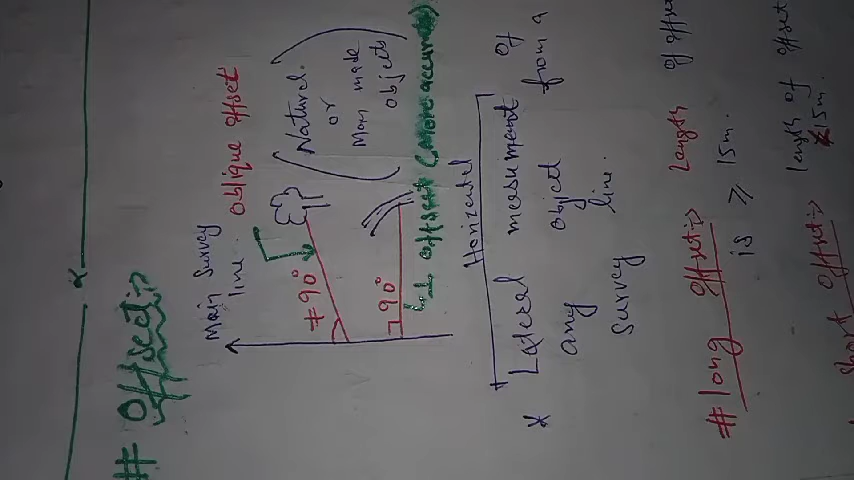 # Offset:⇒
Main Survey
line.
oblique offset
≠ 90°
(Natural
or
Man made
objects)
90°
offset (More accurate)
Horizontal
* Lateral measurement of
any object from a
Survey line.
# long offset:⇒ Length of offset
is ≥ 15m.
short offset:⇒ length of offset
<15m.